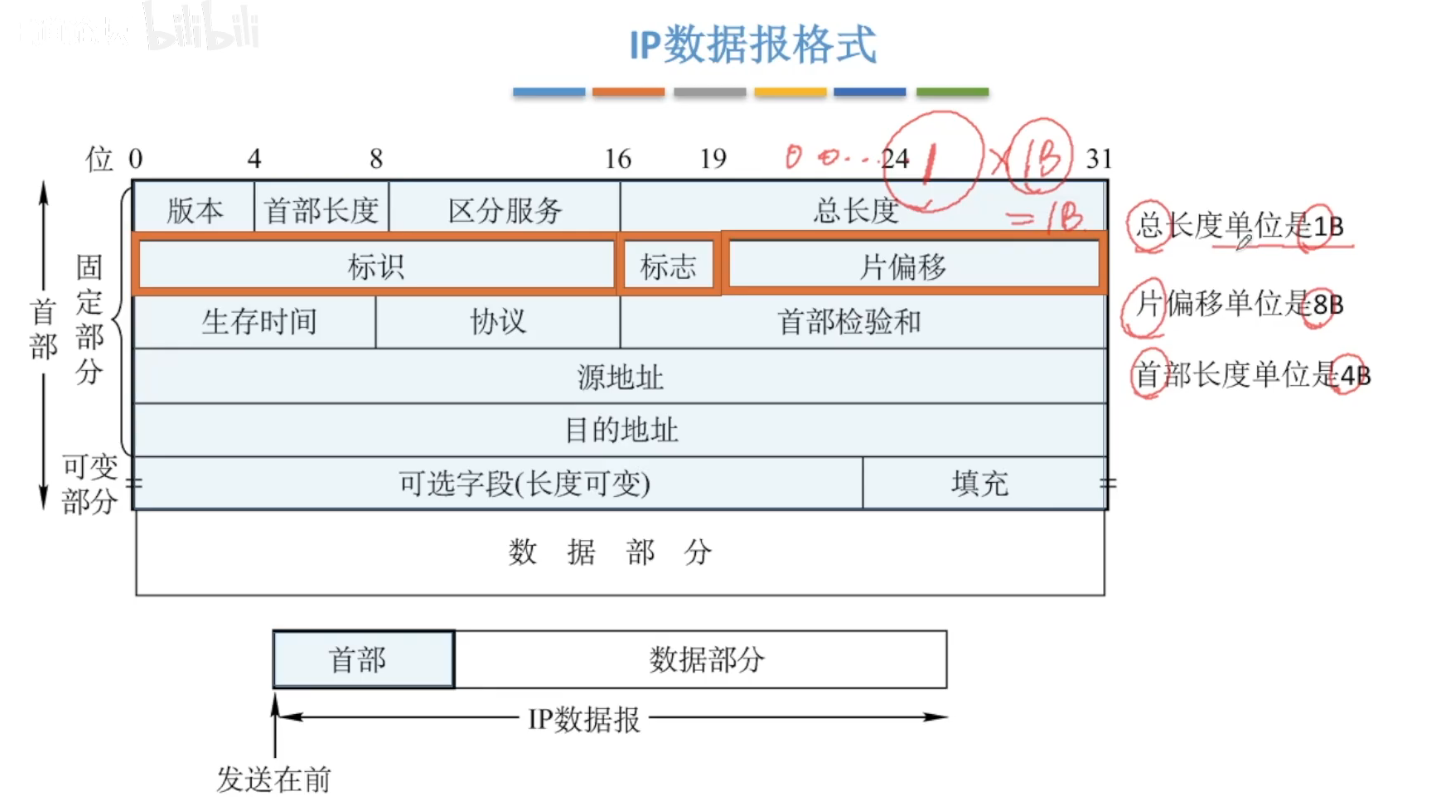 bilibili
IP数据报格式
位 0 4 8 16 19 24 31
0 0... 1 × 1B
= 1B
版本 首部长度 区分服务 总长度
总长度单位是1B
标识 标志 片偏移
片偏移单位是8B
生存时间 协议 首部检验和
首部长度单位是4B
源地址
目的地址
可选字段(长度可变) 填充
首部
固定部分
可变部分
数据部分
首部 数据部分
IP数据报
发送在前